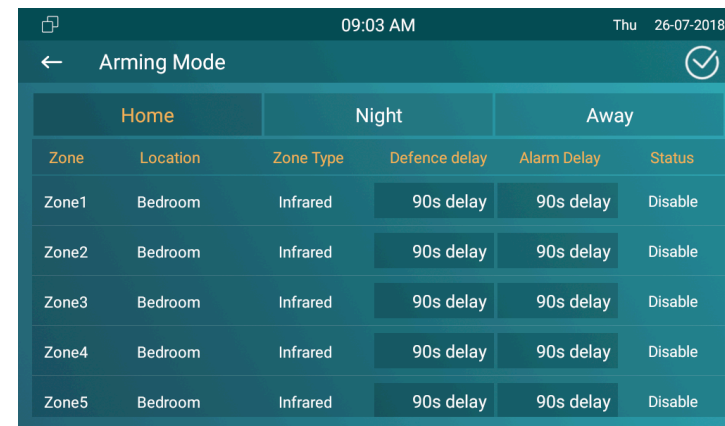 09:03 AM Thu 26-07-2018
Arming Mode
Home Night Away
Zone Location Zone Type Defence delay Alarm Delay Status
Zone1 Bedroom Infrared 90s delay 90s delay Disable
Zone2 Bedroom Infrared 90s delay 90s delay Disable
Zone3 Bedroom Infrared 90s delay 90s delay Disable
Zone4 Bedroom Infrared 90s delay 90s delay Disable
Zone5 Bedroom Infrared 90s delay 90s delay Disable